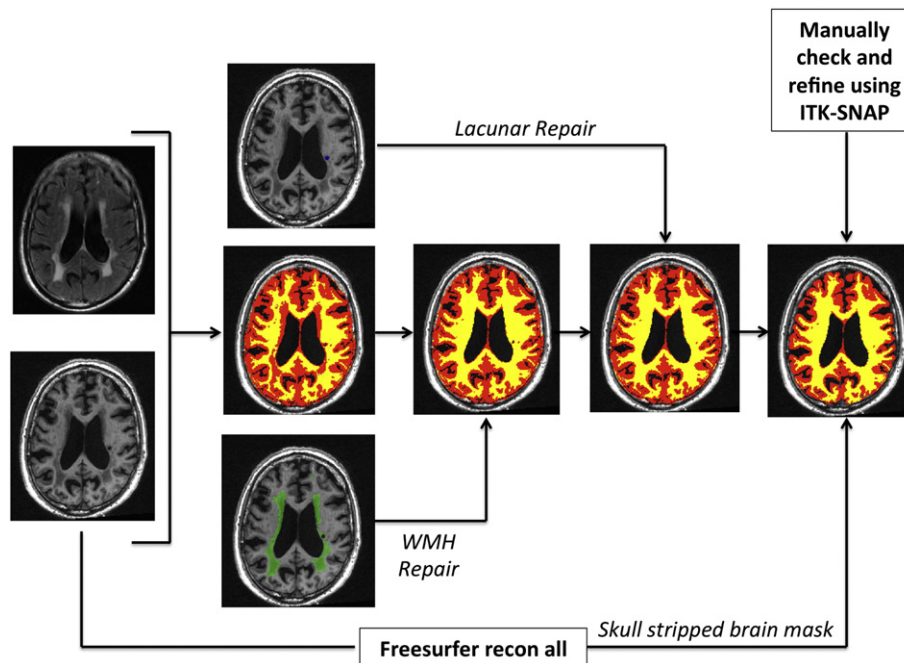 Manually
check and
refine using
ITK-SNAP
Lacunar Repair
WMH
Repair
Freesurfer recon all
Skull stripped brain mask